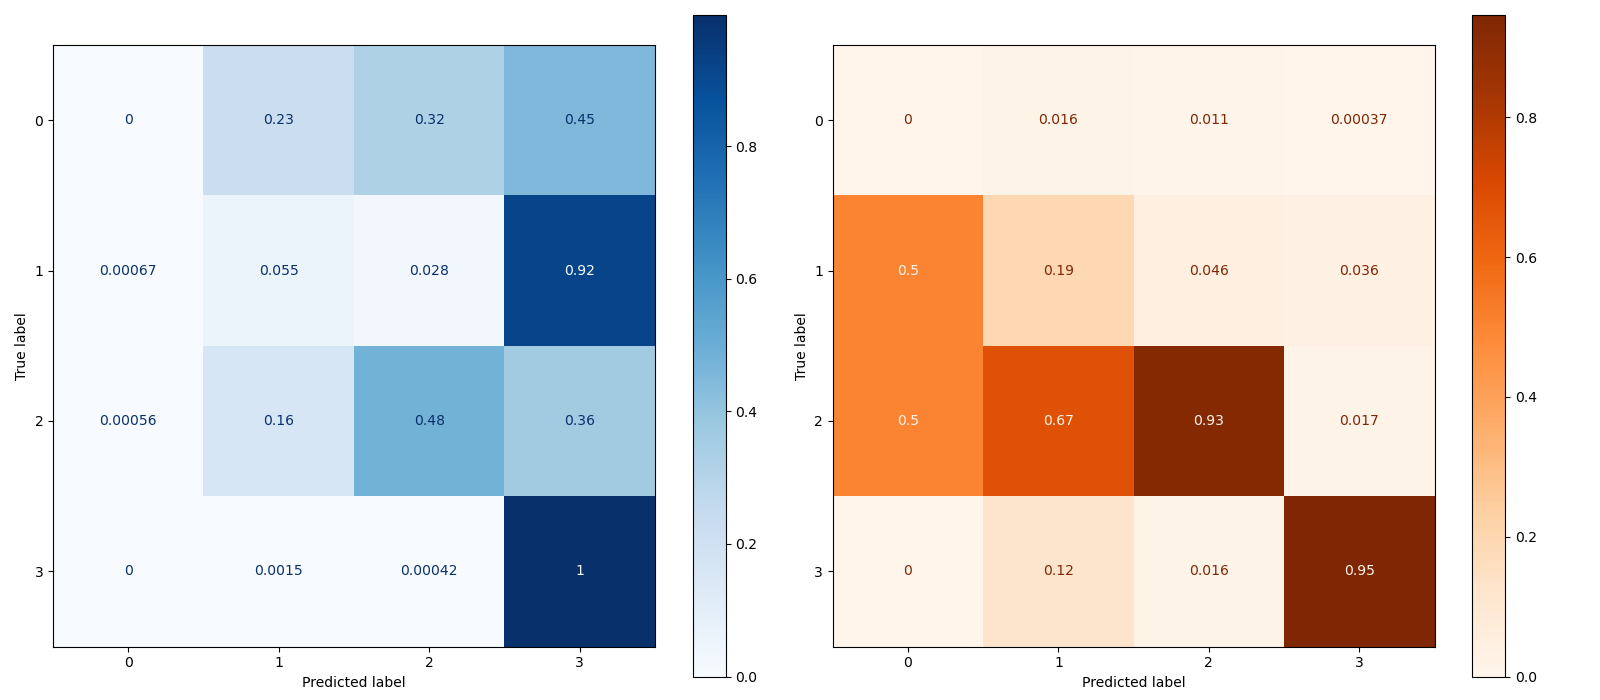 0 0.23 0.32 0.45
0.00067 0.055 0.028 0.92
0.00056 0.16 0.48 0.36
0 0.0015 0.00042 1
0
1
2
3
True label
0 1 2 3
Predicted label
0.8
0.6
0.4
0.2
0.0
0 0.016 0.011 0.00037
0.5 0.19 0.046 0.036
0.5 0.67 0.93 0.017
0 0.12 0.016 0.95
0
1
2
3
True label
0 1 2 3
Predicted label
0.8
0.6
0.4
0.2
0.0